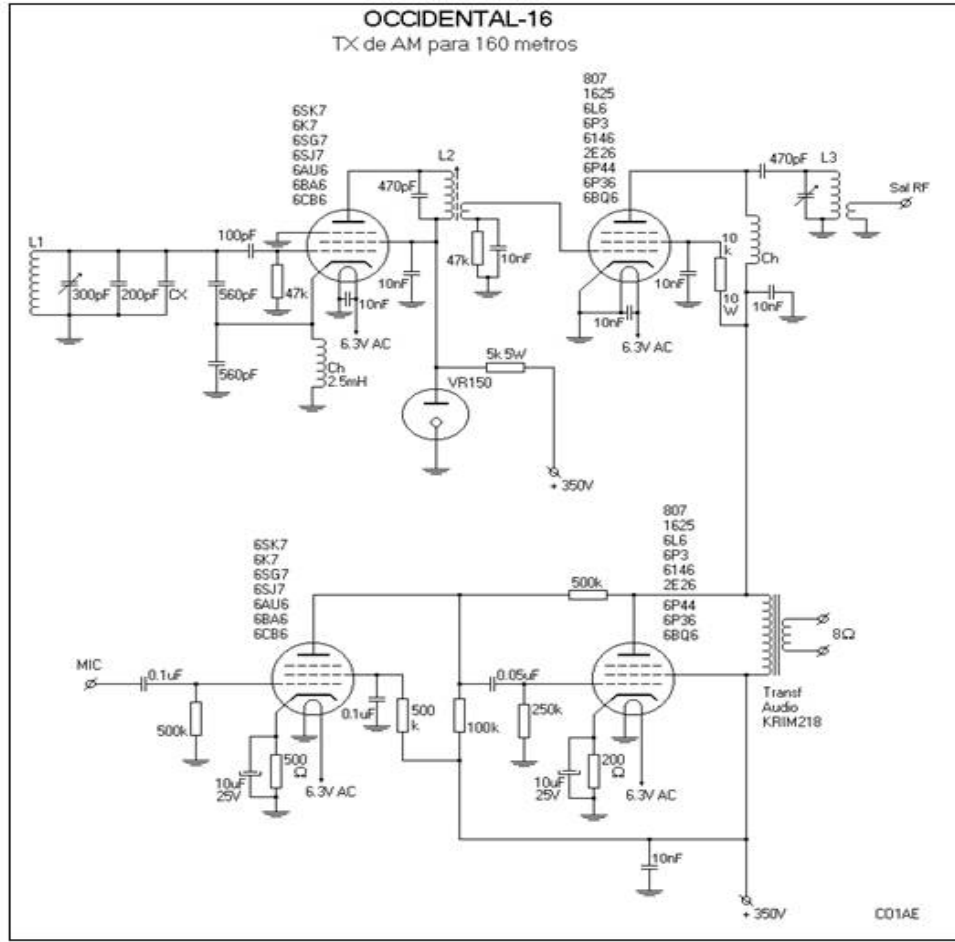 OCCIDENTAL-16
TX de AM para 160 metros
6SK7
6K7
6SG7
6SJ7
6AU6
6BA6
6CB6
807
1625
6L6
6P3
6146
2E26
6P44
6P36
6BQ6
L2
470pF
470pF
L3
Sal RF
L1
100pF
300pF
200pF
CX
560pF
47k
10nF
10nF
47k
10nF
10
k
10
W
Ch
10nF
10nF
10nF
6.3V AC
6.3V AC
560pF
Ch
2.5mH
5k 5W
VR150
+ 350V
6SK7
6K7
6SG7
6SJ7
6AU6
6BA6
6CB6
807
1625
6L6
6P3
6146
2E26
6P44
6P36
6BQ6
500k
8Ω
MIC
0.1uF
0.05uF
Transf
Audio
KRIM218
500k
0.1uF
500
k
100k
250k
10uF
25V
500
Ω
6.3V AC
10uF
25V
200
Ω
6.3V AC
10nF
+ 350V
CO1AE